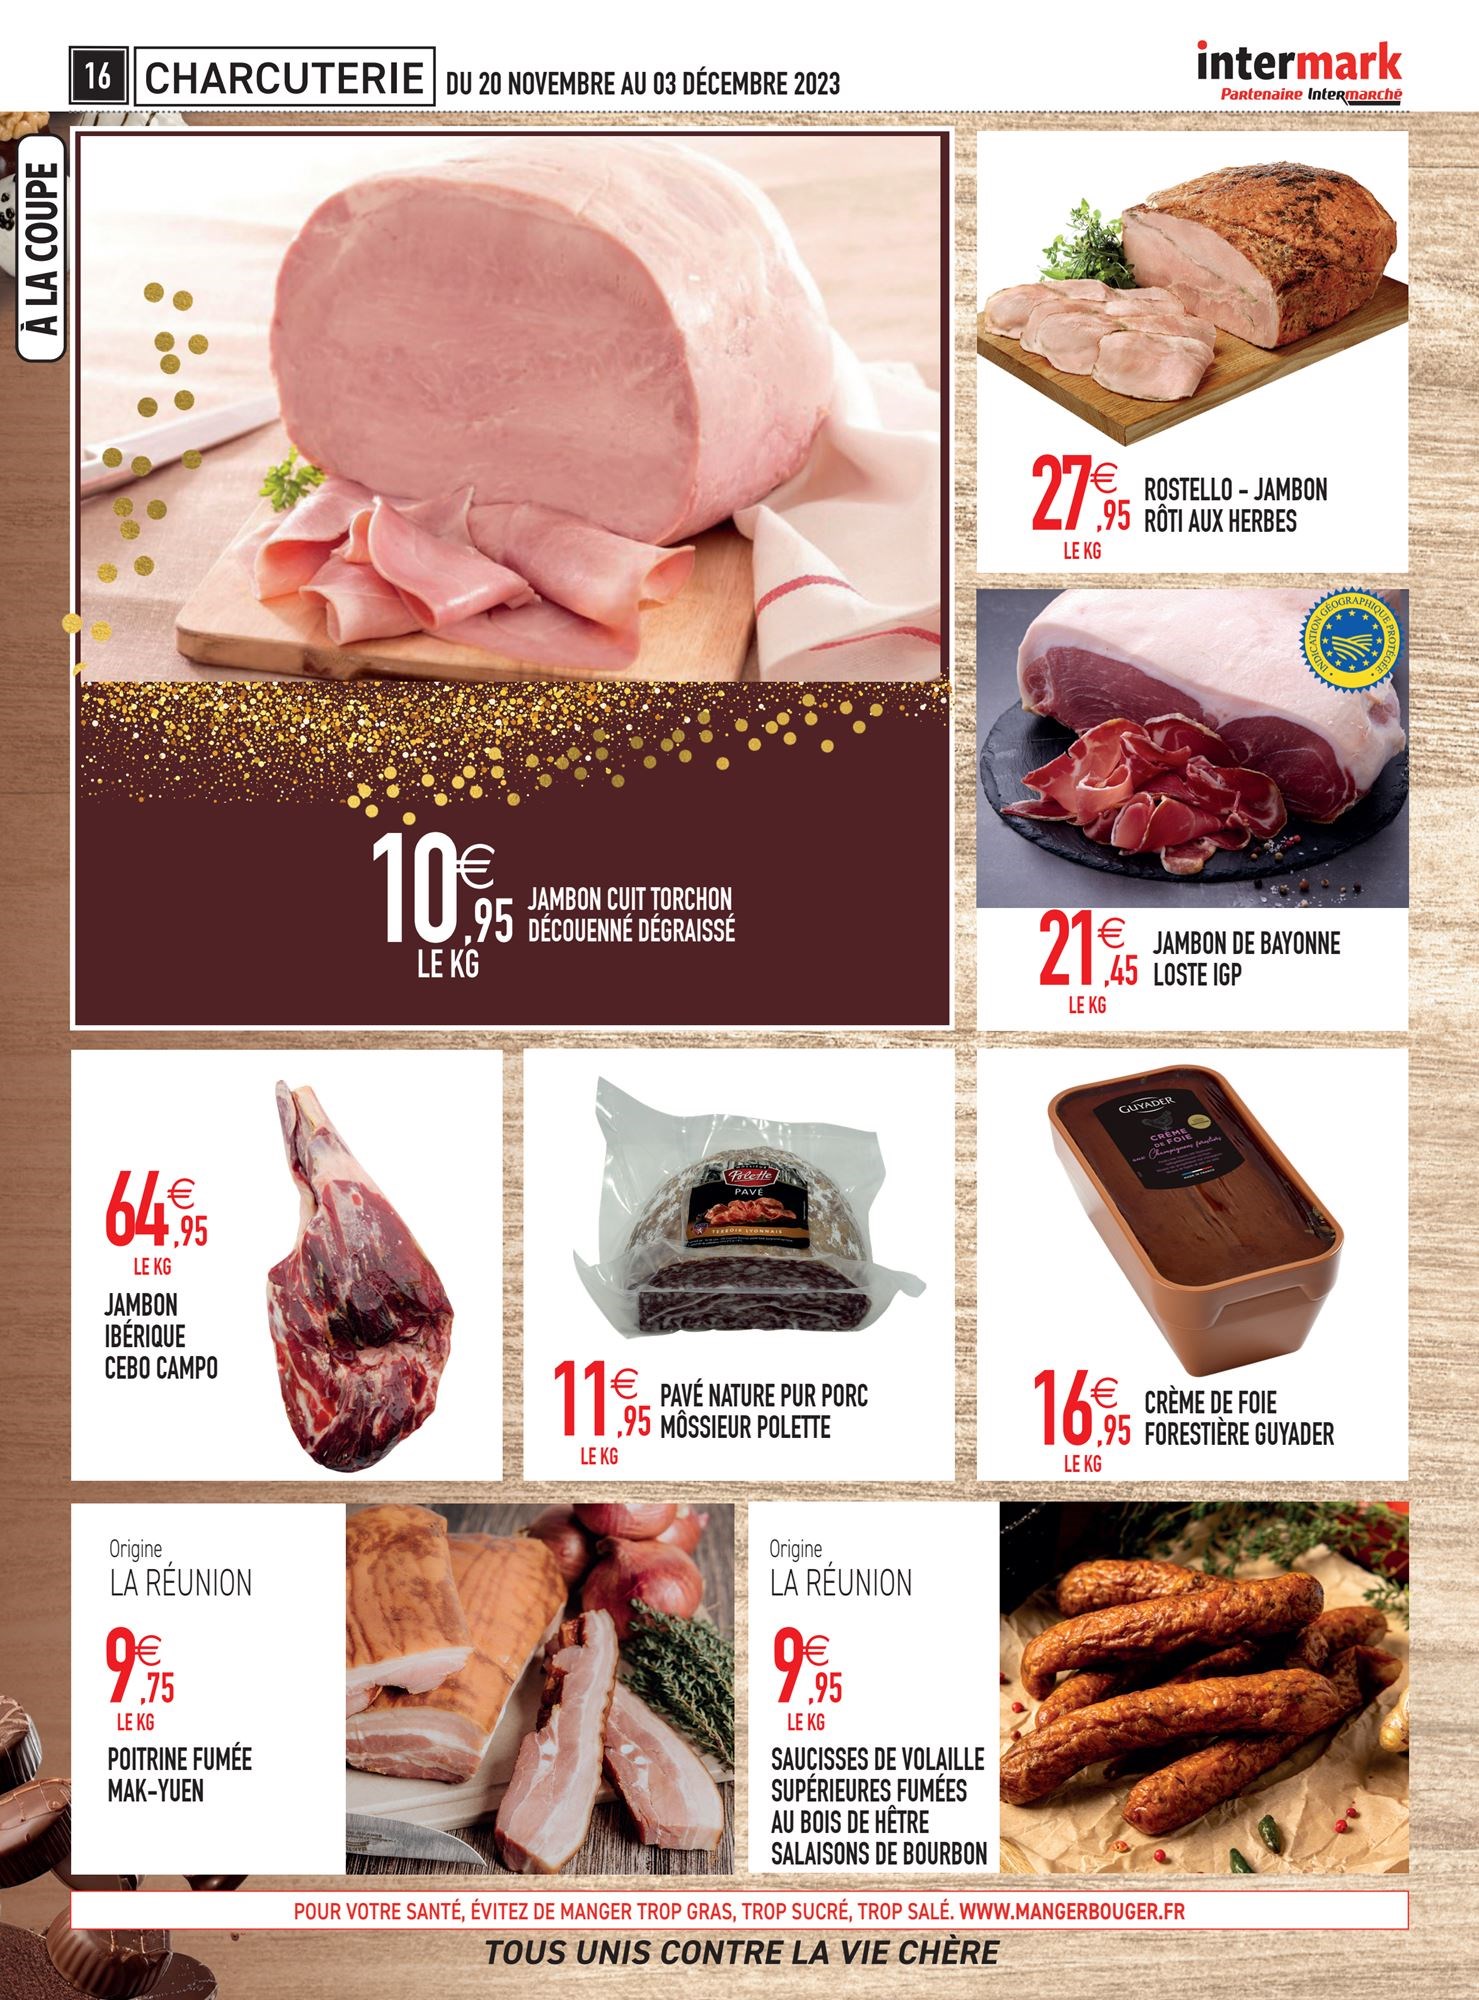 16 CHARCUTERIE DU 20 NOVEMBRE AU 03 DÉCEMBRE 2023
intermark
Partenaire Intermarchē
À LA COUPE
10€,95
LE KG
JAMBON CUIT TORCHON
DÉCOUENNÉ DÉGRAISSÉ
27€,95
LE KG
ROSTELLO - JAMBON
RÔTI AUX HERBES
INDICATION GÉOGRAPHIQUE PROTÉGÉE
21€,45
LE KG
JAMBON DE BAYONNE
LOSTE IGP
64€,95
LE KG
JAMBON
IBÉRIQUE
CEBO CAMPO
Polette
PAVÉ
TERROIR LYONNAIS
11€,95
LE KG
PAVÉ NATURE PUR PORC
MÔSSIEUR POLETTE
GUYADER
CRÈME
DE FOIE
aux Champignons forestiers
16€,95
LE KG
CRÈME DE FOIE
FORESTIÈRE GUYADER
Origine
LA RÉUNION
9€,75
LE KG
POITRINE FUMÉE
MAK-YUEN
Origine
LA RÉUNION
9€,95
LE KG
SAUCISSES DE VOLAILLE
SUPÉRIEURES FUMÉES
AU BOIS DE HÊTRE
SALAISONS DE BOURBON
POUR VOTRE SANTÉ, ÉVITEZ DE MANGER TROP GRAS, TROP SUCRÉ, TROP SALÉ. WWW.MANGERBOUGER.FR
TOUS UNIS CONTRE LA VIE CHÈRE